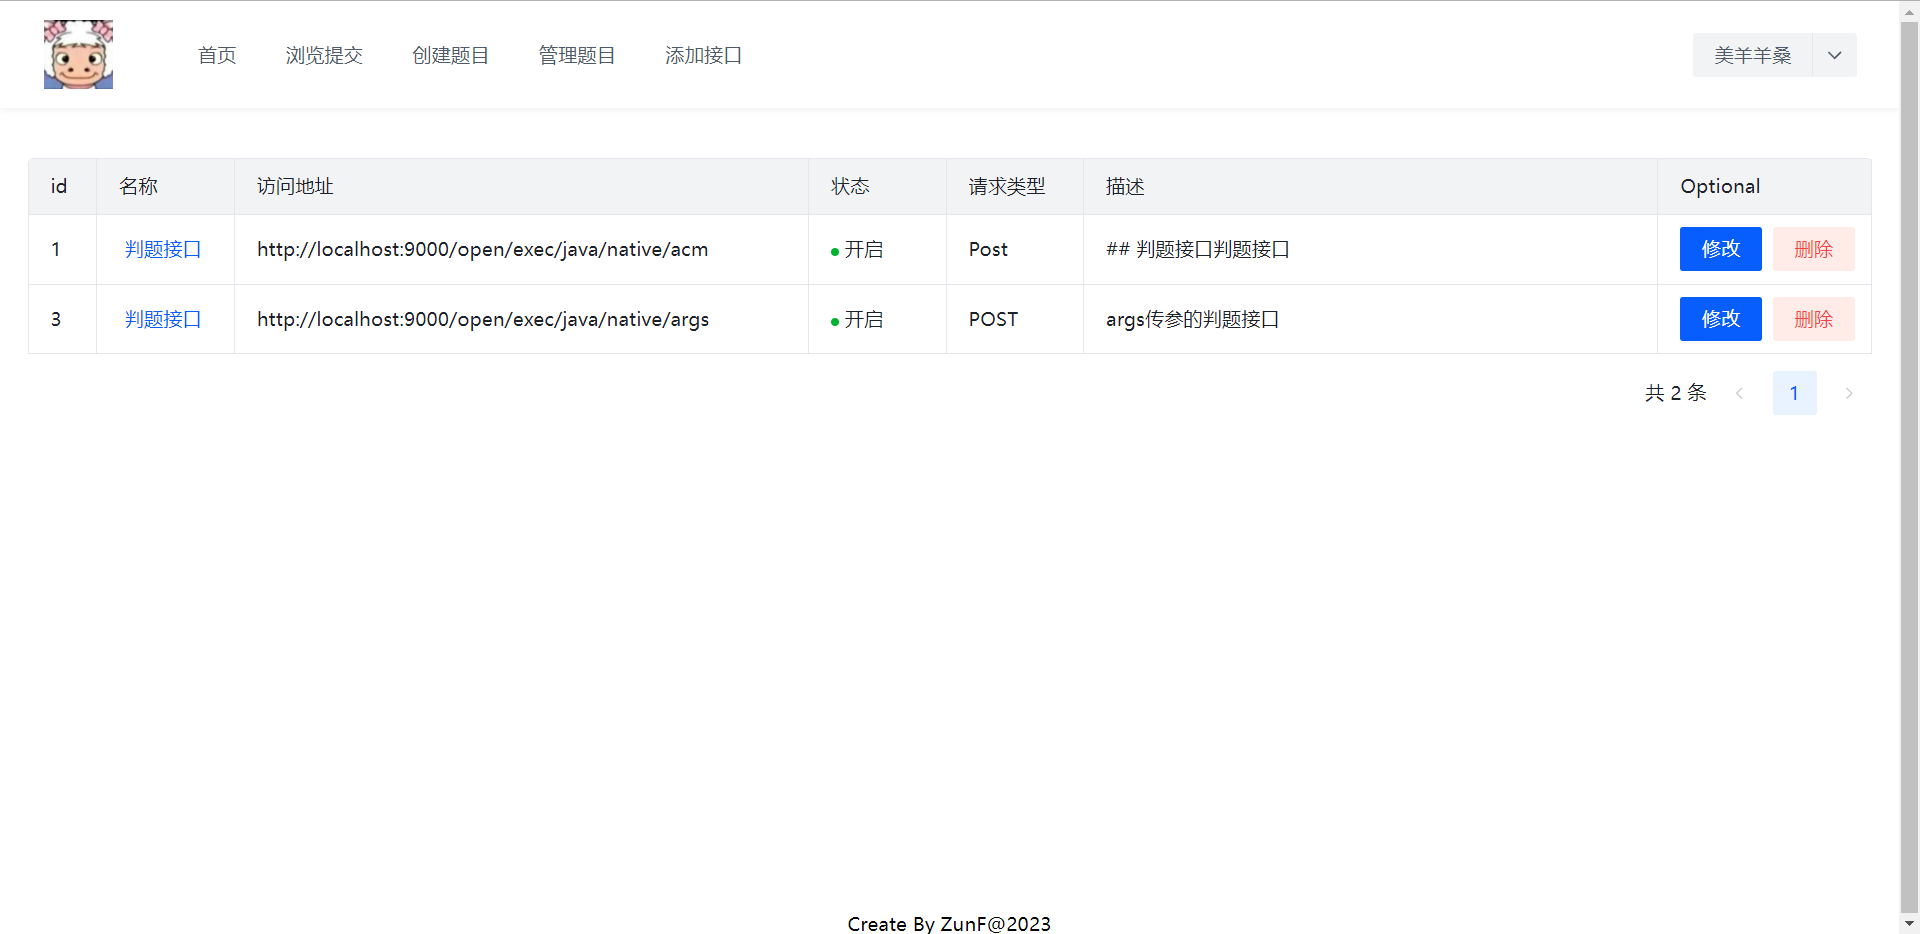 首页 浏览提交 创建题目 管理题目 添加接口 美羊羊桑
id 名称 访问地址 状态 请求类型 描述 Optional
1 判题接口 http://localhost:9000/open/exec/java/native/acm 开启 Post ## 判题接口判题接口 修改 删除
3 判题接口 http://localhost:9000/open/exec/java/native/args 开启 POST args传参的判题接口 修改 删除
共 2 条 1
Create By ZunF@2023